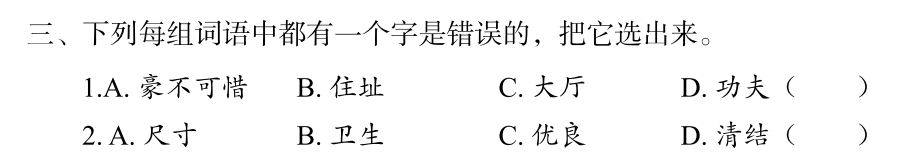 三、下列每组词语中都有一个字是错误的，把它选出来。
1.A. 豪不可惜 B. 住址 C. 大厅 D. 功夫（ ）
2. A. 尺寸 B. 卫生 C. 优良 D. 清结（ ）